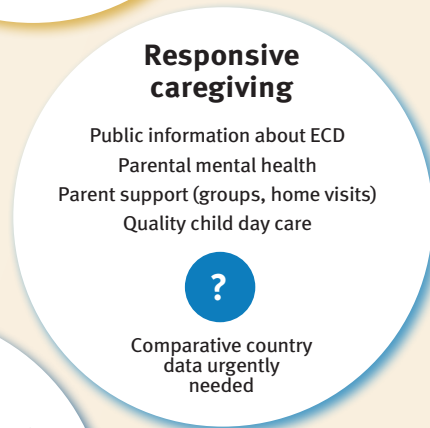 Responsive
caregiving
Public information about ECD
Parental mental health
Parent support (groups, home visits)
Quality child day care
?
Comparative country
data urgently
needed